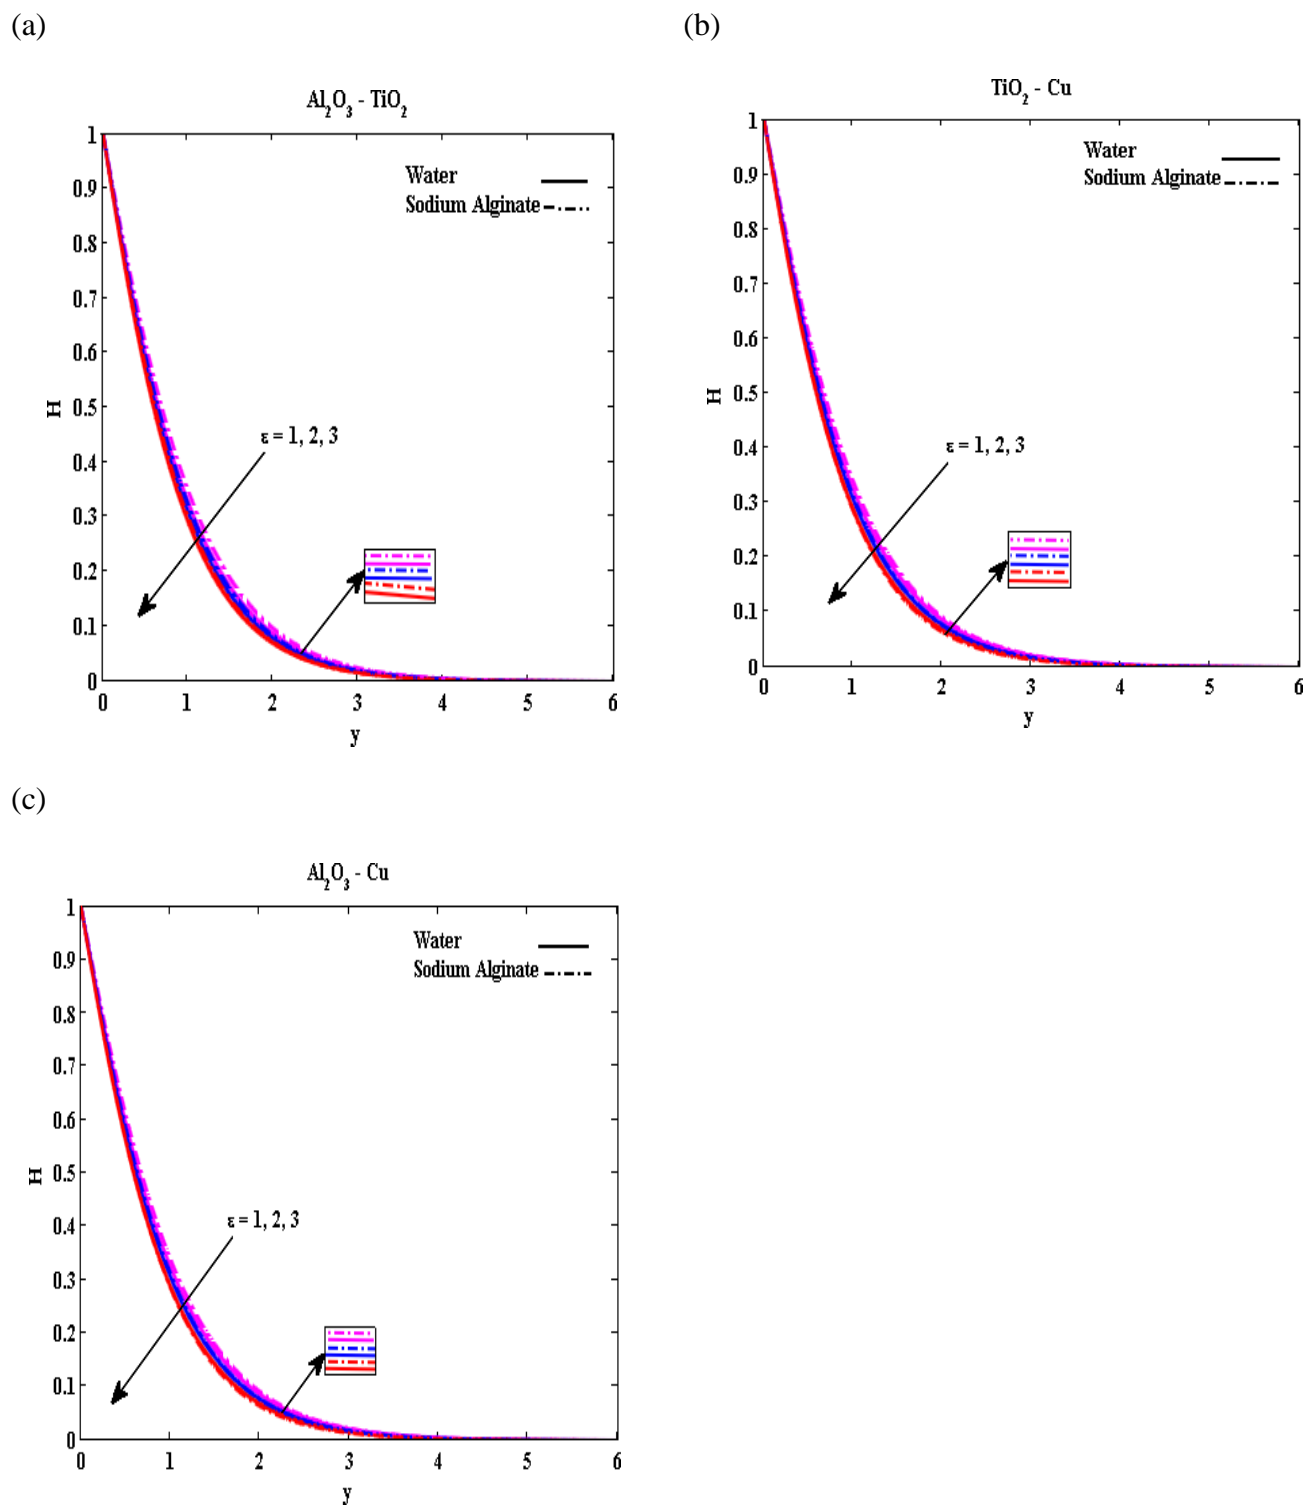 (a)
Al₂O₃ - TiO₂
1
0.9
0.8
0.7
0.6
0.5
0.4
0.3
0.2
0.1
0
H
Water
Sodium Alginate
ε = 1, 2, 3
0 1 2 3 4 5 6
y
(b)
TiO₂ - Cu
1
0.9
0.8
0.7
0.6
0.5
0.4
0.3
0.2
0.1
0
H
Water
Sodium Alginate
ε = 1, 2, 3
0 1 2 3 4 5 6
y
(c)
Al₂O₃ - Cu
1
0.9
0.8
0.7
0.6
0.5
0.4
0.3
0.2
0.1
0
H
Water
Sodium Alginate
ε = 1, 2, 3
0 1 2 3 4 5 6
y